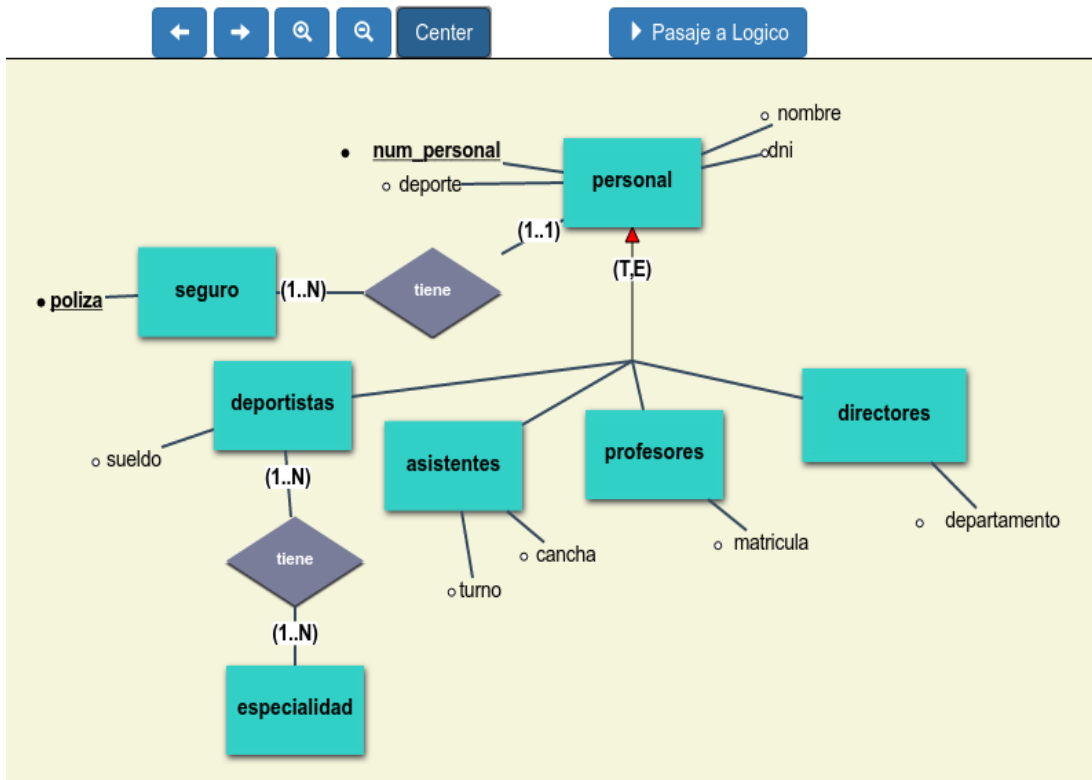 Center
Pasaje a Logico
nombre
num_personal
dni
deporte
personal
(1..1)
(T,E)
seguro
(1..N)
tiene
poliza
deportistas
directores
asistentes
profesores
sueldo
(1..N)
departamento
tiene
cancha
matricula
turno
(1..N)
especialidad